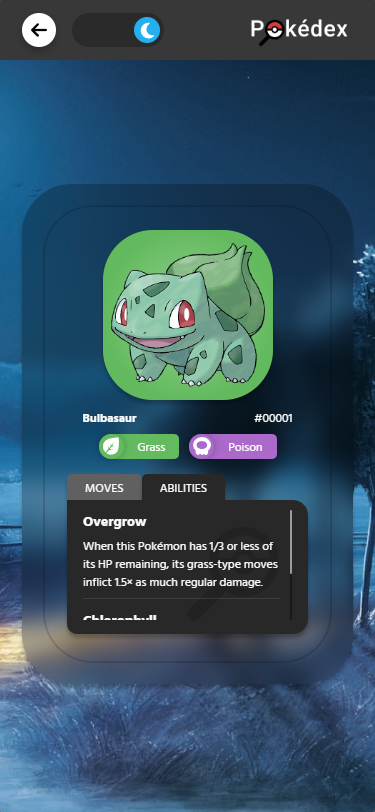 Pokédex
Bulbasaur
#00001
Grass
Poison
MOVES
ABILITIES
Overgrow
When this Pokémon has 1/3 or less of
its HP remaining, its grass-type moves
inflict 1.5× as much regular damage.
Chlorophyll